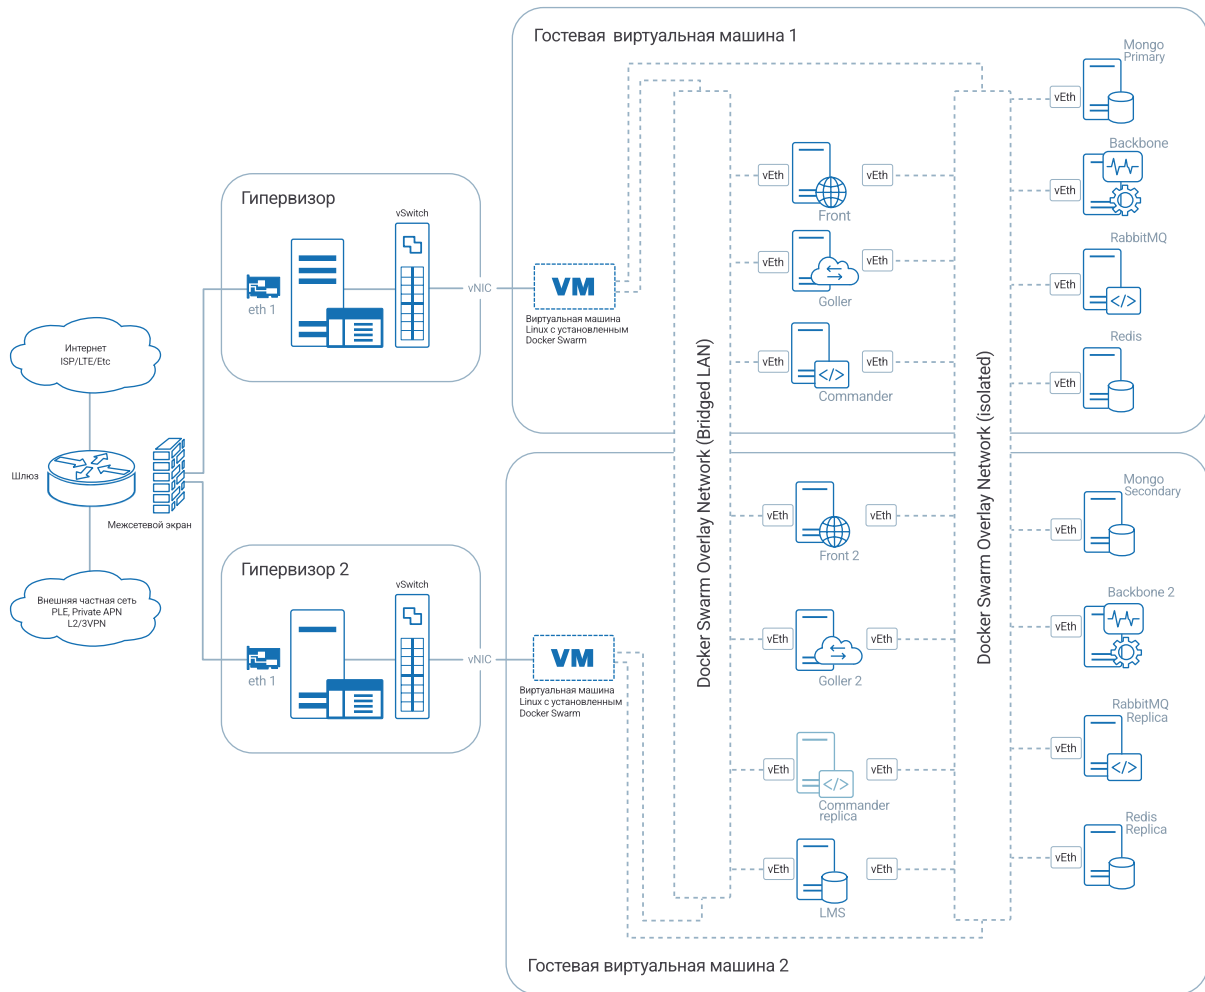 Гостевая виртуальная машина 1
Mongo
Primary
vEth
Backbone
vEth
vEth
vEth
Front
vEth
RabbitMQ
vEth
vEth
Goller
vEth
Redis
vEth
vEth
Commander
vEth
Гипервизор
vSwitch
eth 1
vNIC
VM
Виртуальная машина
Linux с установленным
Docker Swarm
Интернет
ISP/LTE/Etc
Шлюз
Межсетевой экран
Внешняя частная сеть
PLE, Private APN
L2/3VPN
Docker Swarm Overlay Network (Bridged LAN)
Docker Swarm Overlay Network (isolated)
Гипервизор 2
vSwitch
eth 1
vNIC
VM
Виртуальная машина
Linux с установленным
Docker Swarm
Mongo
Secondary
vEth
vEth
vEth
Front 2
Backbone 2
vEth
vEth
vEth
Goller 2
RabbitMQ
Replica
vEth
vEth
vEth
Commander
replica
Redis
Replica
vEth
vEth
vEth
LMS
Гостевая виртуальная машина 2